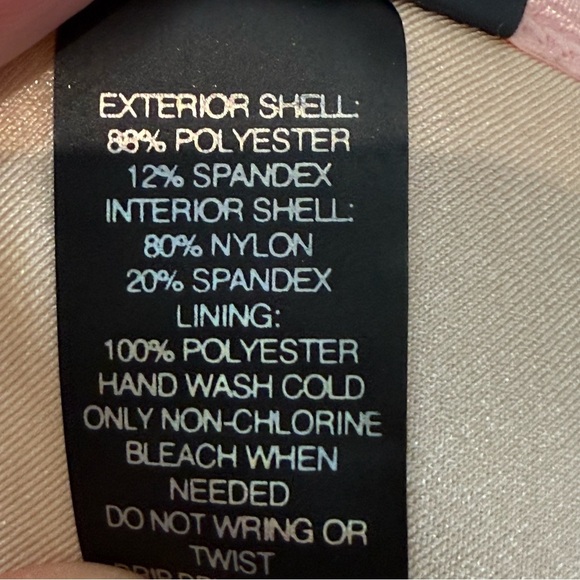 EXTERIOR SHELL:
88% POLYESTER
12% SPANDEX
INTERIOR SHELL:
80% NYLON
20% SPANDEX
LINING:
100% POLYESTER
HAND WASH COLD
ONLY NON-CHLORINE
BLEACH WHEN
NEEDED
DO NOT WRING OR
TWIST